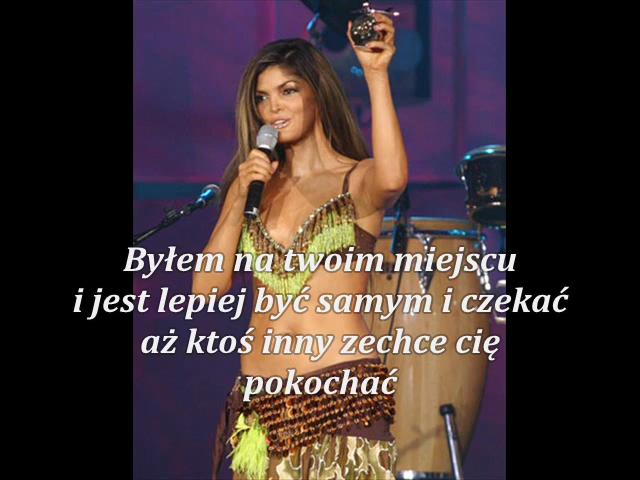 Byłem na twoim miejscu
i jest lepiej być samym i czekać
aż ktoś inny zechce cię
pokochać